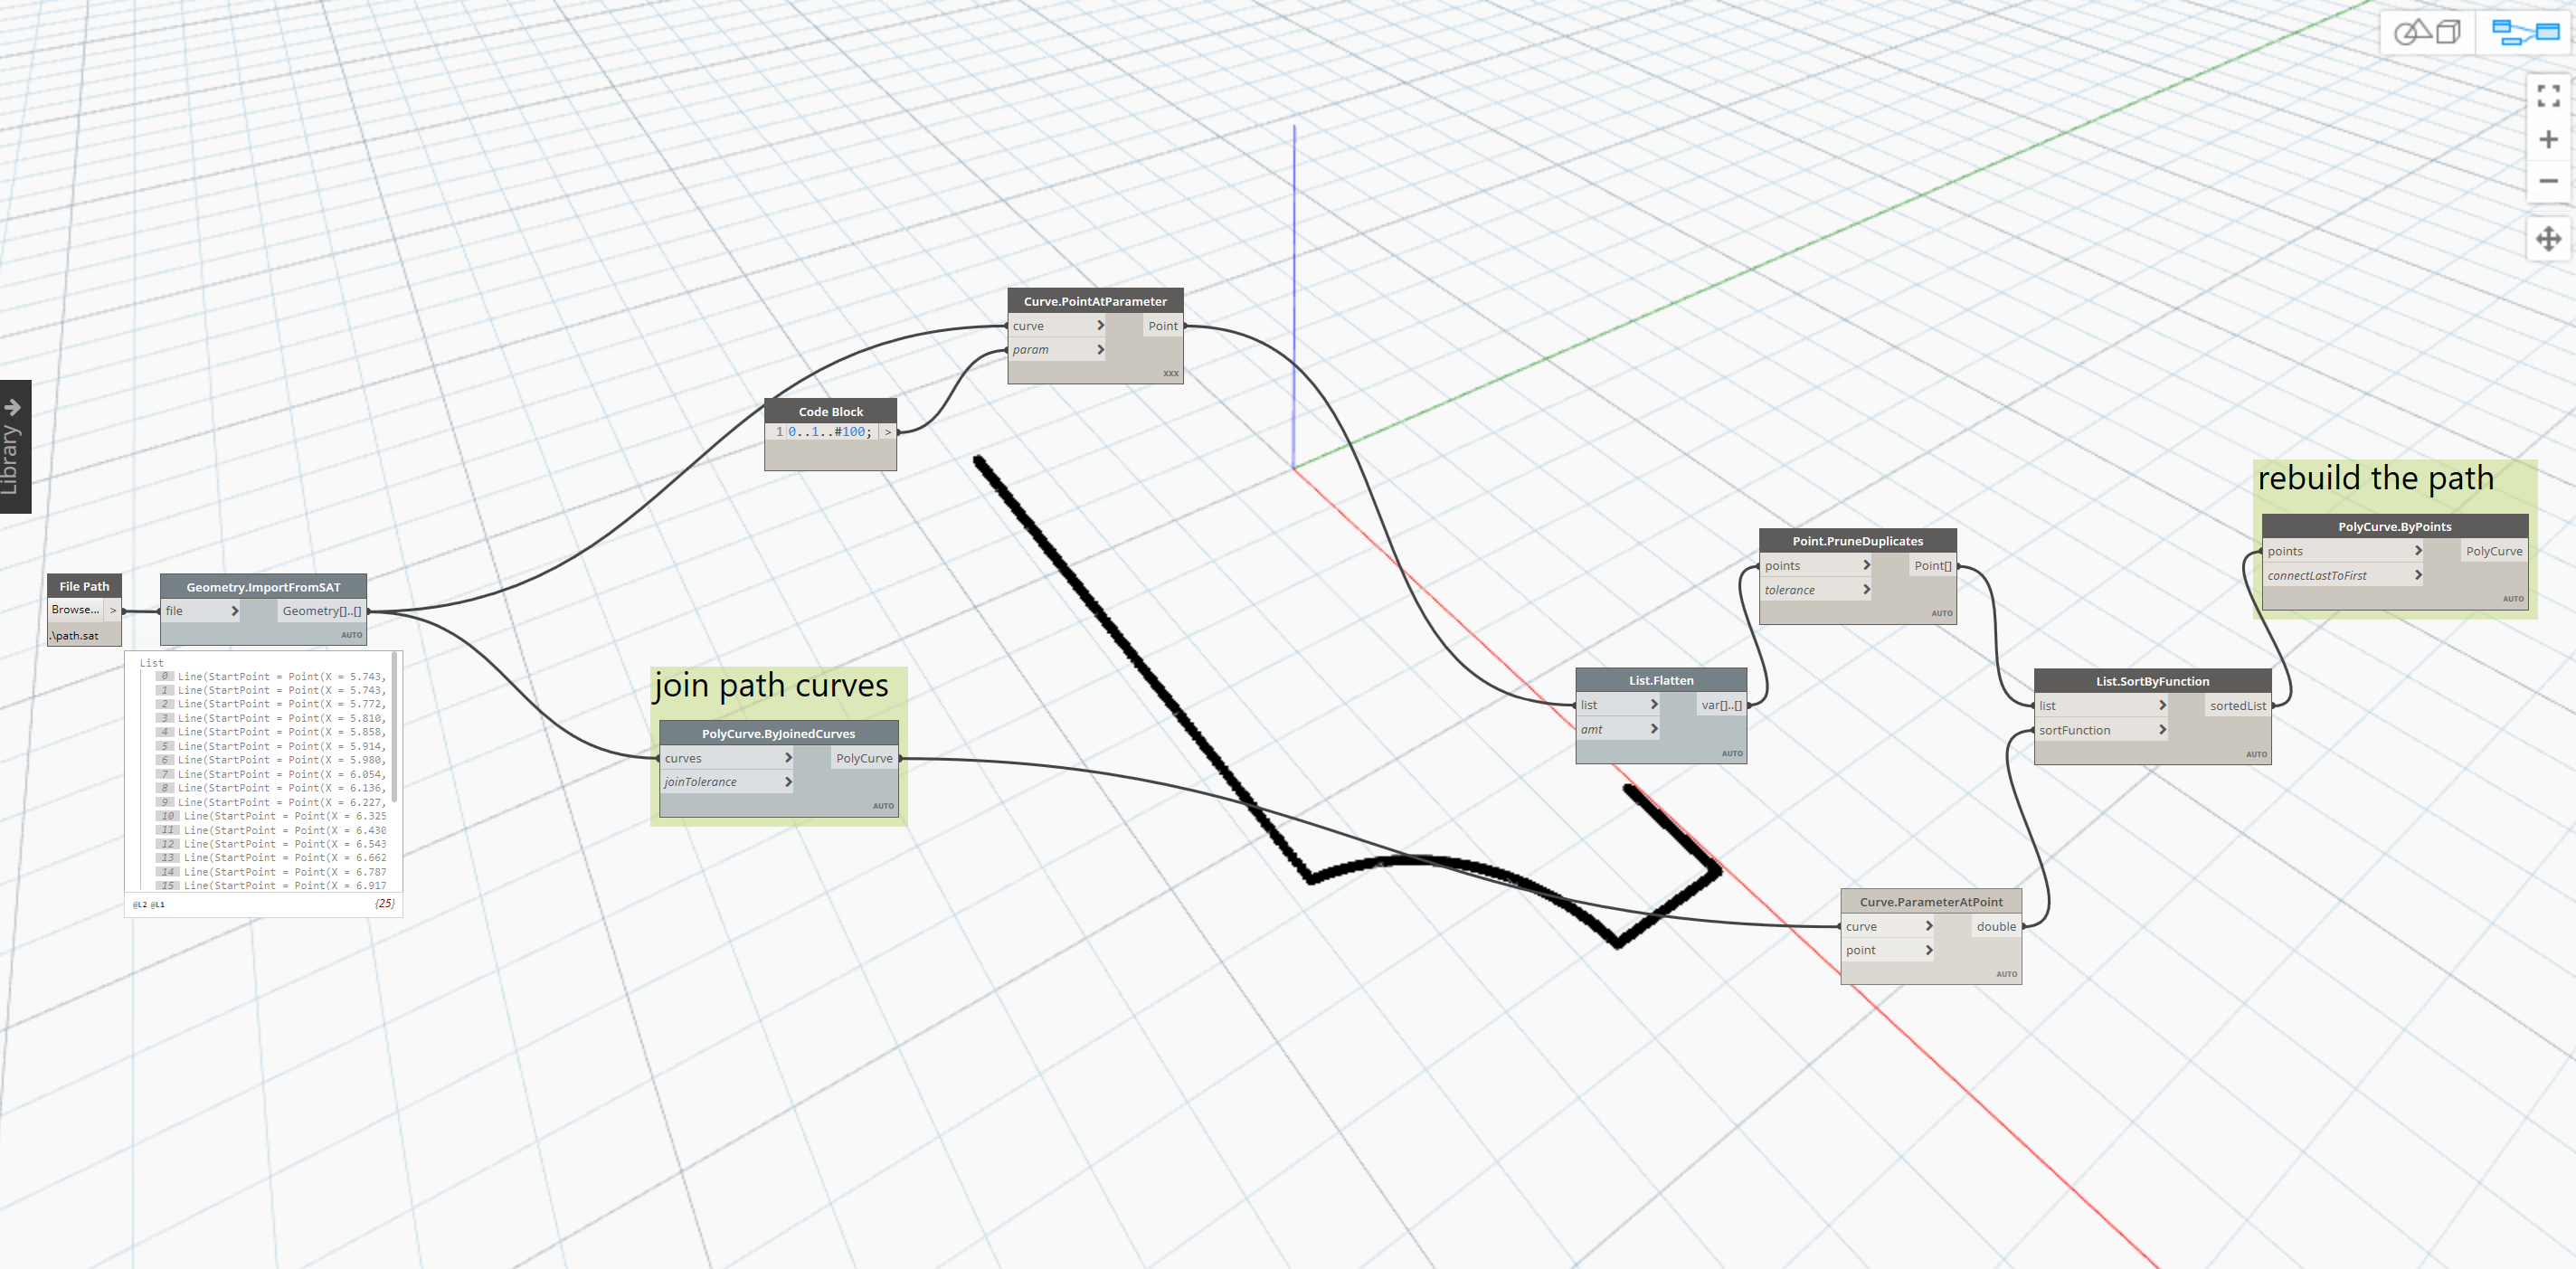 Library
File Path
Browse... >
.\path.sat
Geometry.ImportFromSAT
file > Geometry[]..[]
AUTO
List
0 Line(StartPoint = Point(X = 5.743,
1 Line(StartPoint = Point(X = 5.743,
2 Line(StartPoint = Point(X = 5.772,
3 Line(StartPoint = Point(X = 5.810,
4 Line(StartPoint = Point(X = 5.858,
5 Line(StartPoint = Point(X = 5.914,
6 Line(StartPoint = Point(X = 5.980,
7 Line(StartPoint = Point(X = 6.054,
8 Line(StartPoint = Point(X = 6.136,
9 Line(StartPoint = Point(X = 6.227,
10 Line(StartPoint = Point(X = 6.325
11 Line(StartPoint = Point(X = 6.430
12 Line(StartPoint = Point(X = 6.543
13 Line(StartPoint = Point(X = 6.662
14 Line(StartPoint = Point(X = 6.787
15 Line(StartPoint = Point(X = 6.917
@L2 @L1 {25}
Code Block
1 0..1..#100; >
Curve.PointAtParameter
curve > Point
param >
xxx
join path curves
PolyCurve.ByJoinedCurves
curves > PolyCurve
joinTolerance >
AUTO
List.Flatten
list > var[]..[]
amt >
AUTO
Point.PruneDuplicates
points > Point[]
tolerance >
AUTO
Curve.ParameterAtPoint
curve > double
point >
AUTO
List.SortByFunction
list > sortedList
sortFunction >
AUTO
rebuild the path
PolyCurve.ByPoints
points > PolyCurve
connectLastToFirst >
AUTO